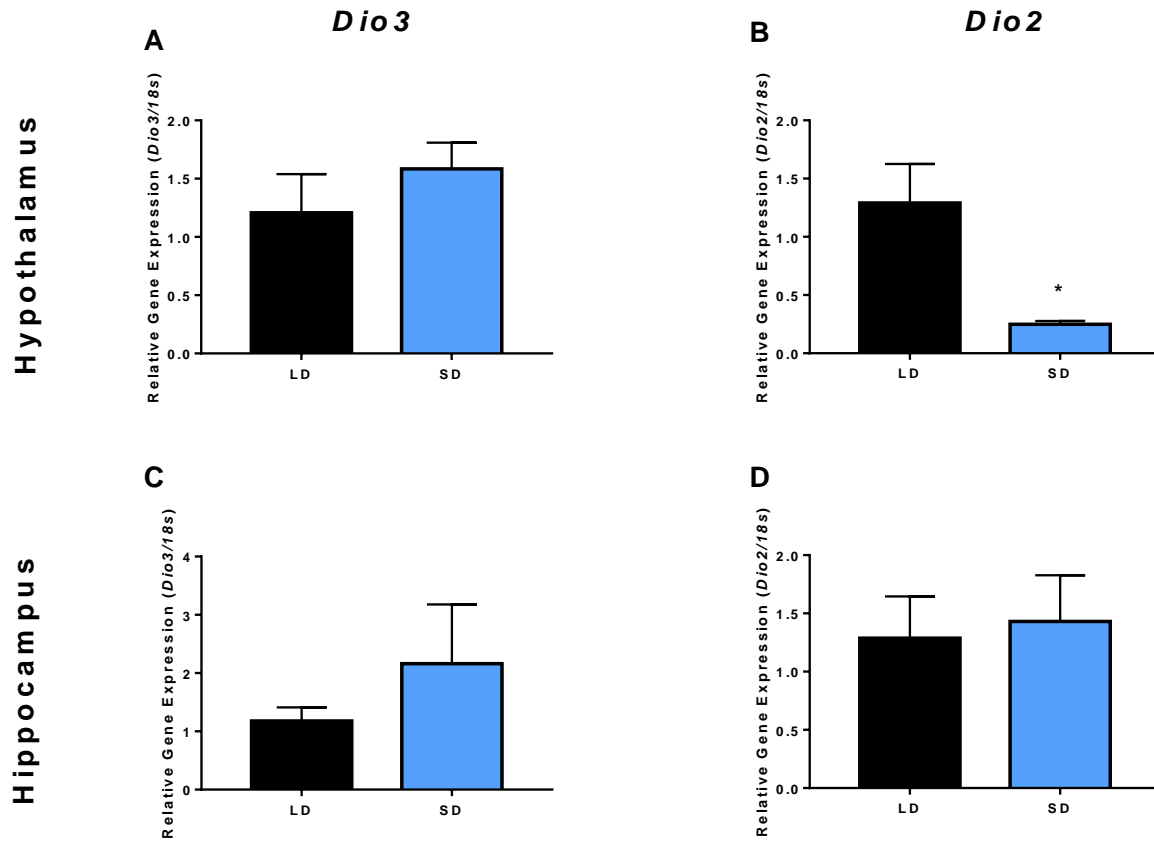 Dio3
Dio2
Hypothalamus
A
Relative Gene Expression (Dio3/18s)
2.0
1.5
1.0
0.5
0.0
LD
SD
B
Relative Gene Expression (Dio2/18s)
2.0
1.5
1.0
0.5
0.0
*
LD
SD
Hippocampus
C
Relative Gene Expression (Dio3/18s)
4
3
2
1
0
LD
SD
D
Relative Gene Expression (Dio2/18s)
2.0
1.5
1.0
0.5
0.0
LD
SD